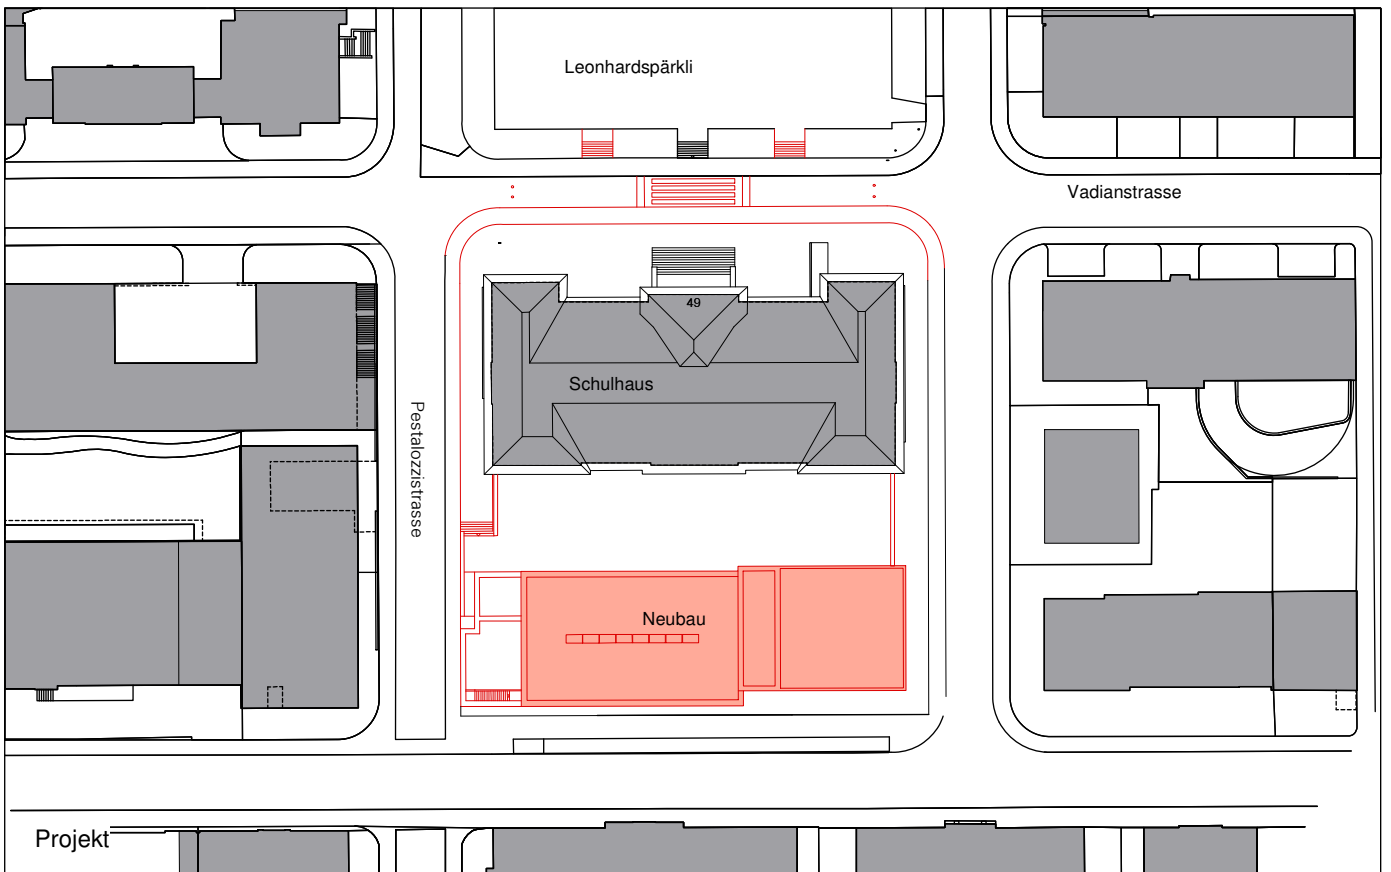 Leonhardspärkli
Vadianstrasse
49
Schulhaus
Pestalozzistrasse
Neubau
Projekt